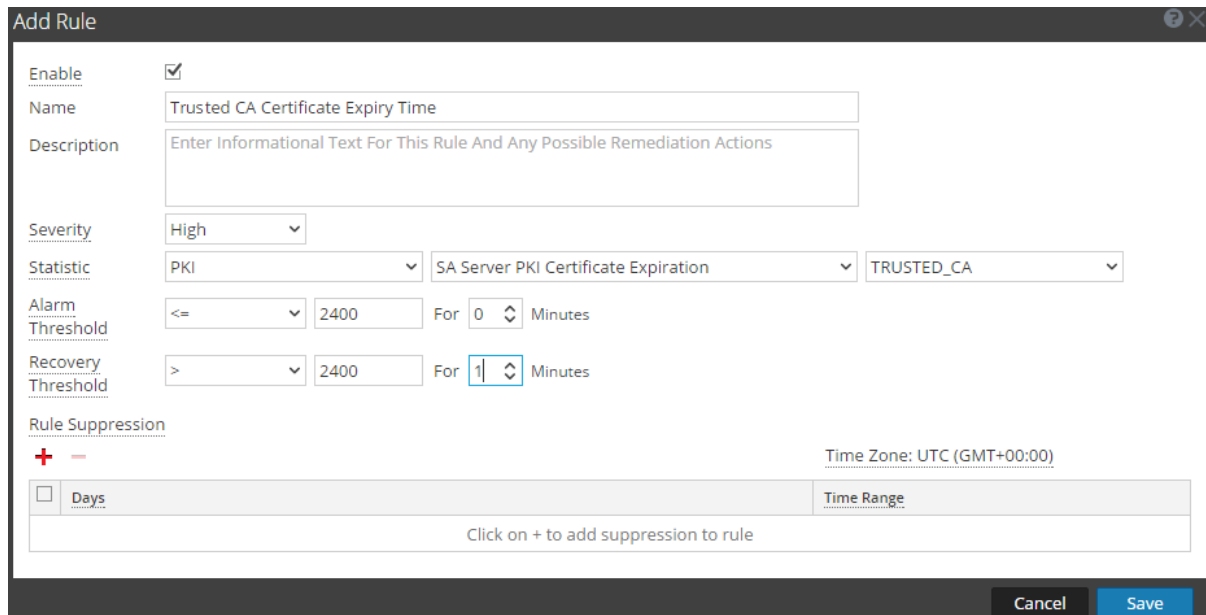 Add Rule
Enable
Name Trusted CA Certificate Expiry Time
Description Enter Informational Text For This Rule And Any Possible Remediation Actions
Severity High
Statistic PKI SA Server PKI Certificate Expiration TRUSTED_CA
Alarm Threshold <= 2400 For 0 Minutes
Recovery Threshold > 2400 For 1 Minutes
Rule Suppression
Time Zone: UTC (GMT+00:00)
Days Time Range
Click on + to add suppression to rule
Cancel Save